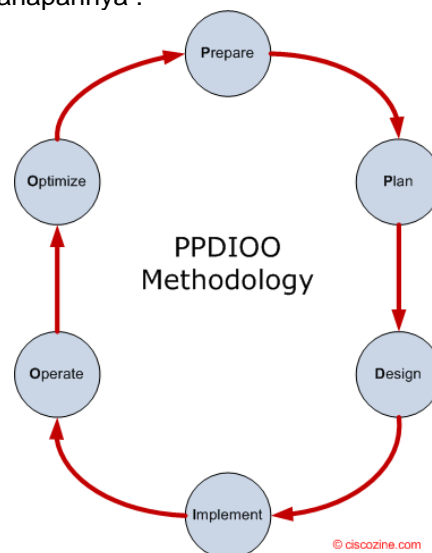 Prepare
Optimize
Plan
PPDIOO
Methodology
Operate
Design
Implement
© ciscozine.com